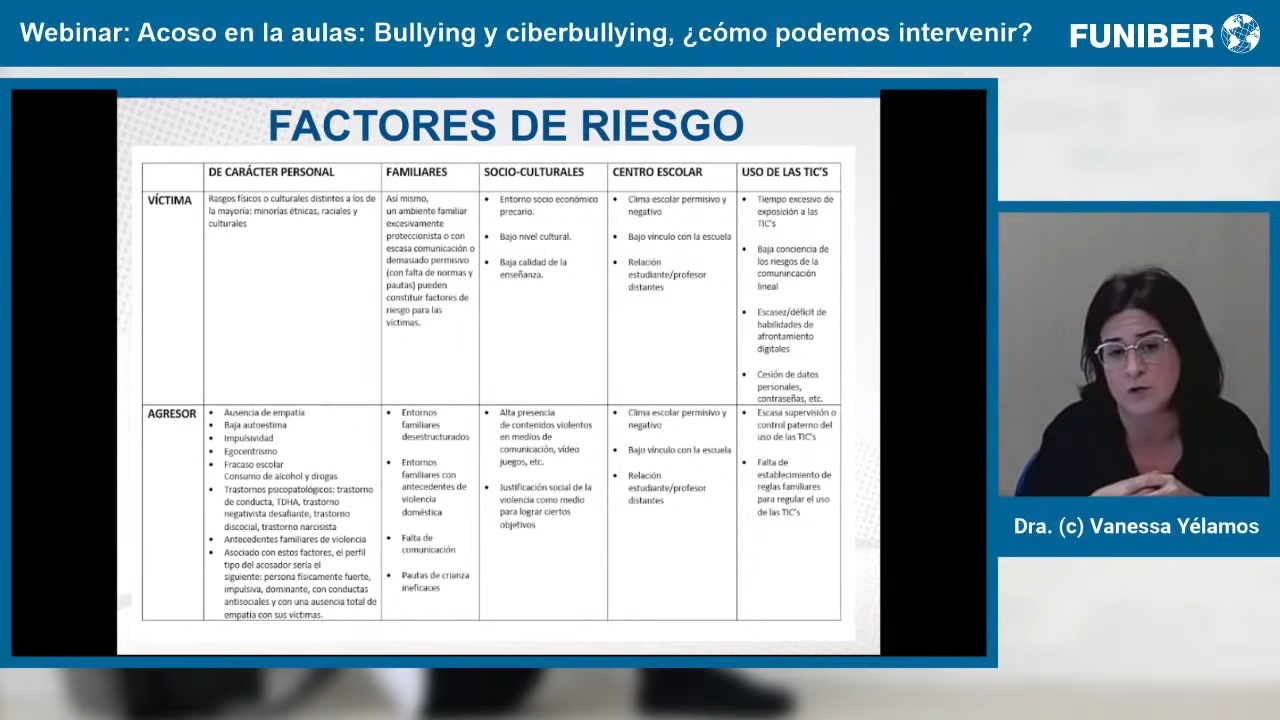 Webinar: Acoso en la aulas: Bullying y ciberbullying, ¿cómo podemos intervenir?
FUNIBER
FACTORES DE RIESGO
DE CARÁCTER PERSONAL
FAMILIARES
SOCIO-CULTURALES
CENTRO ESCOLAR
USO DE LAS TIC'S
VÍCTIMA
Rasgos físicos o culturales distintos a los de
la mayoría: minorías étnicas, raciales y
culturales
Así mismo,
un ambiente familiar
excesivamente
proteccionista o con
escasa comunicación o
demasiado permisivo
(con falta de normas y
pautas) pueden
constituir factores de
riesgo para las
víctimas.
• Entorno socio económico
precario.
• Bajo nivel cultural.
• Baja calidad de la
enseñanza.
• Clima escolar permisivo y
negativo
• Bajo vínculo con la escuela
• Relación
estudiante/profesor
distantes
• Tiempo excesivo de
exposición a las
TIC's
• Baja conciencia de
los riesgos de la
comunincación
lineal
• Escasez/déficit de
habilidades de
afrontamiento
digitales
• Cesión de datos
personales,
contraseñas, etc.
AGRESOR
• Ausencia de empatía
• Baja autoestima
• Impulsividad
• Egocentrismo
• Fracaso escolar
Consumo de alcohol y drogas
• Trastornos psicopatológicos: trastorno
de conducta, TDHA, trastorno
negativista desafiante, trastorno
discocial, trastorno narcisista
• Antecedentes familiares de violencia
• Asociado con estos factores, el perfil
tipo del acosador sería el
siguiente: persona físicamente fuerte,
impulsiva, dominante, con conductas
antisociales y con una ausencia total de
empatía con sus víctimas.
• Entornos
familiares
desestructurados
• Entornos
familiares con
antecedentes de
violencia
doméstica
• Falta de
comunicación
• Pautas de crianza
ineficaces
• Alta presencia
de contenidos violentos
en medios de
comunicación, vídeo
juegos, etc.
• Justificación social de la
violencia como medio
para lograr ciertos
objetivos
• Clima escolar permisivo y
negativo
• Bajo vínculo con la escuela
• Relación
estudiante/profesor
distantes
• Escasa supervisión o
control paterno del
uso de las TIC's
• Falta de
establecimiento de
reglas familiares
para regular el uso
de las TIC's
Dra. (c) Vanessa Yélamos